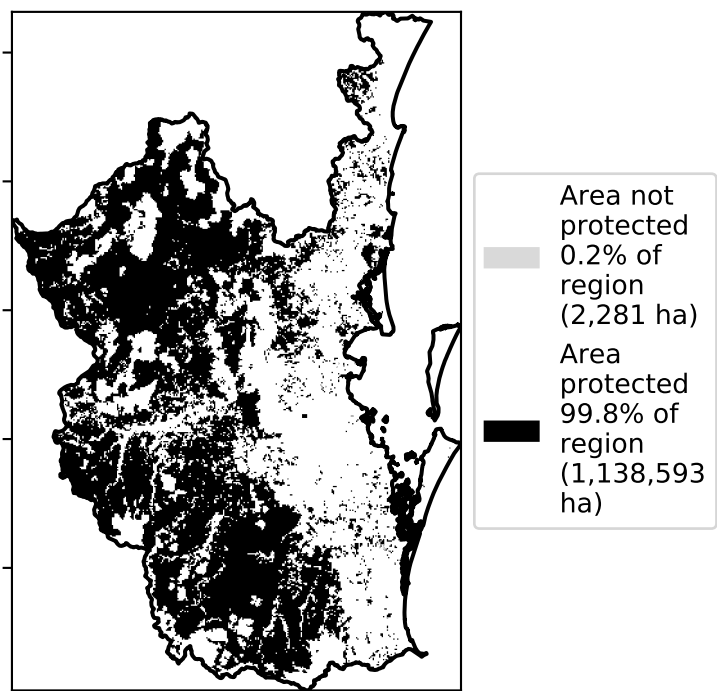 Area not
protected
0.2% of
region
(2,281 ha)
Area
protected
99.8% of
region
(1,138,593
ha)